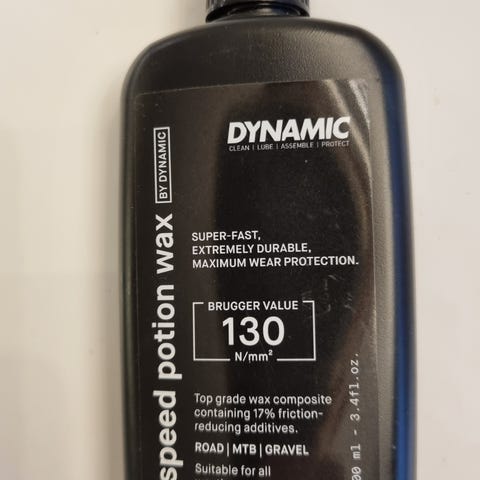 DYNAMIC
CLEAN | LUBE | ASSEMBLE | PROTECT
speed potion wax
BY DYNAMIC
SUPER-FAST,
EXTREMELY DURABLE,
MAXIMUM WEAR PROTECTION.
BRUGGER VALUE
130
N/mm²
Top grade wax composite
containing 17% friction-
reducing additives.
ROAD | MTB | GRAVEL
Suitable for all
00 ml - 3.4fl.oz.